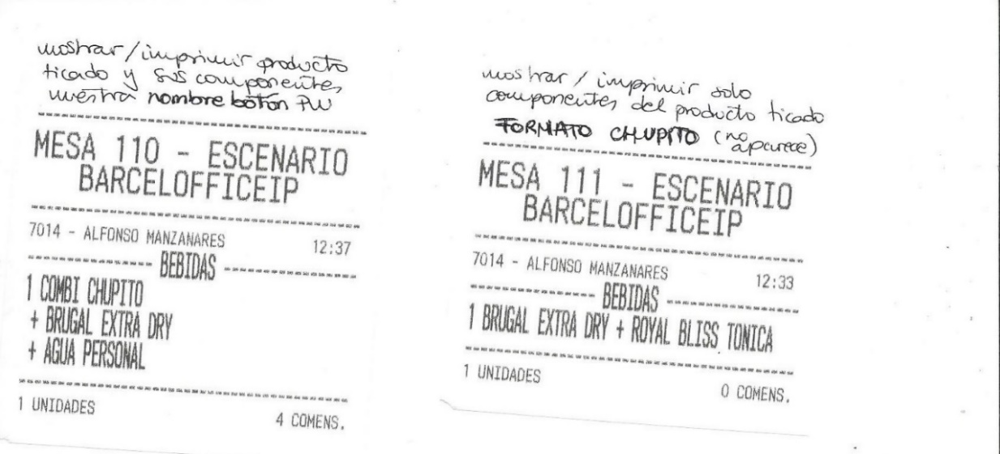 mostrar/imprimir producto
ticado y sus componentes,
muestra nombre botón PW
MESA 110 - ESCENARIO
BARCELOFFICEIP
7014 - ALFONSO MANZANARES 12:37
BEBIDAS
1 COMBI CHUPITO
+ BRUGAL EXTRA DRY
+ AGUA PERSONAL
1 UNIDADES 4 COMENS.
mostrar / imprimir solo
componentes del producto ticado
FORMATO CHUPITO (no
aparece)
MESA 111 - ESCENARIO
BARCELOFFICEIP
7014 - ALFONSO MANZANARES 12:33
BEBIDAS
1 BRUGAL EXTRA DRY + ROYAL BLISS TONICA
1 UNIDADES 0 COMENS.